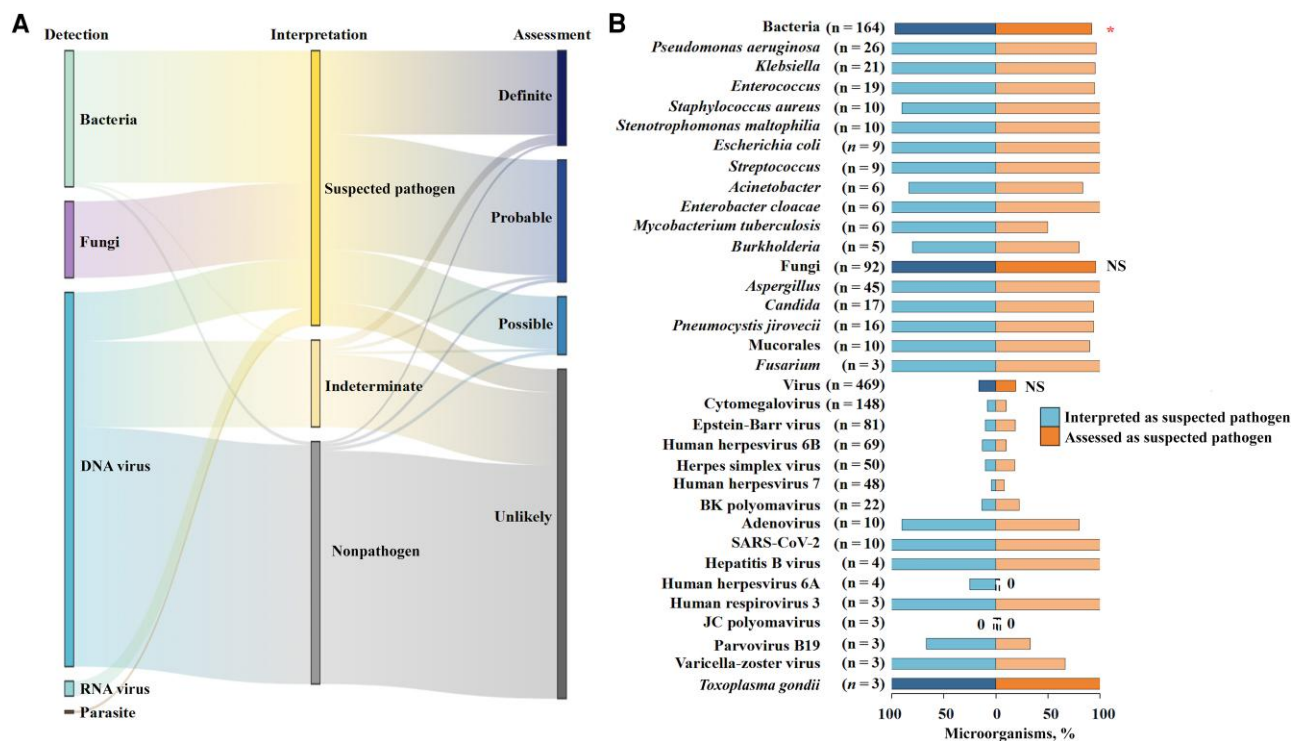 A
Detection Interpretation Assessment
Bacteria
Fungi
DNA virus
RNA virus
Parasite
Suspected pathogen
Indeterminate
Nonpathogen
Definite
Probable
Possible
Unlikely
B
Bacteria (n = 164) *
Pseudomonas aeruginosa (n = 26)
Klebsiella (n = 21)
Enterococcus (n = 19)
Staphylococcus aureus (n = 10)
Stenotrophomonas maltophilia (n = 10)
Escherichia coli (n = 9)
Streptococcus (n = 9)
Acinetobacter (n = 6)
Enterobacter cloacae (n = 6)
Mycobacterium tuberculosis (n = 6)
Burkholderia (n = 5)
Fungi (n = 92) NS
Aspergillus (n = 45)
Candida (n = 17)
Pneumocystis jirovecii (n = 16)
Mucorales (n = 10)
Fusarium (n = 3)
Virus (n = 469) NS
Cytomegalovirus (n = 148)
Epstein-Barr virus (n = 81)
Human herpesvirus 6B (n = 69)
Herpes simplex virus (n = 50)
Human herpesvirus 7 (n = 48)
BK polyomavirus (n = 22)
Adenovirus (n = 10)
SARS-CoV-2 (n = 10)
Hepatitis B virus (n = 4)
Human herpesvirus 6A (n = 4) 0
Human respirovirus 3 (n = 3)
JC polyomavirus (n = 3) 0 0
Parvovirus B19 (n = 3)
Varicella-zoster virus (n = 3)
Toxoplasma gondii (n = 3)
Interpreted as suspected pathogen
Assessed as suspected pathogen
100 50 0 50 100
Microorganisms, %